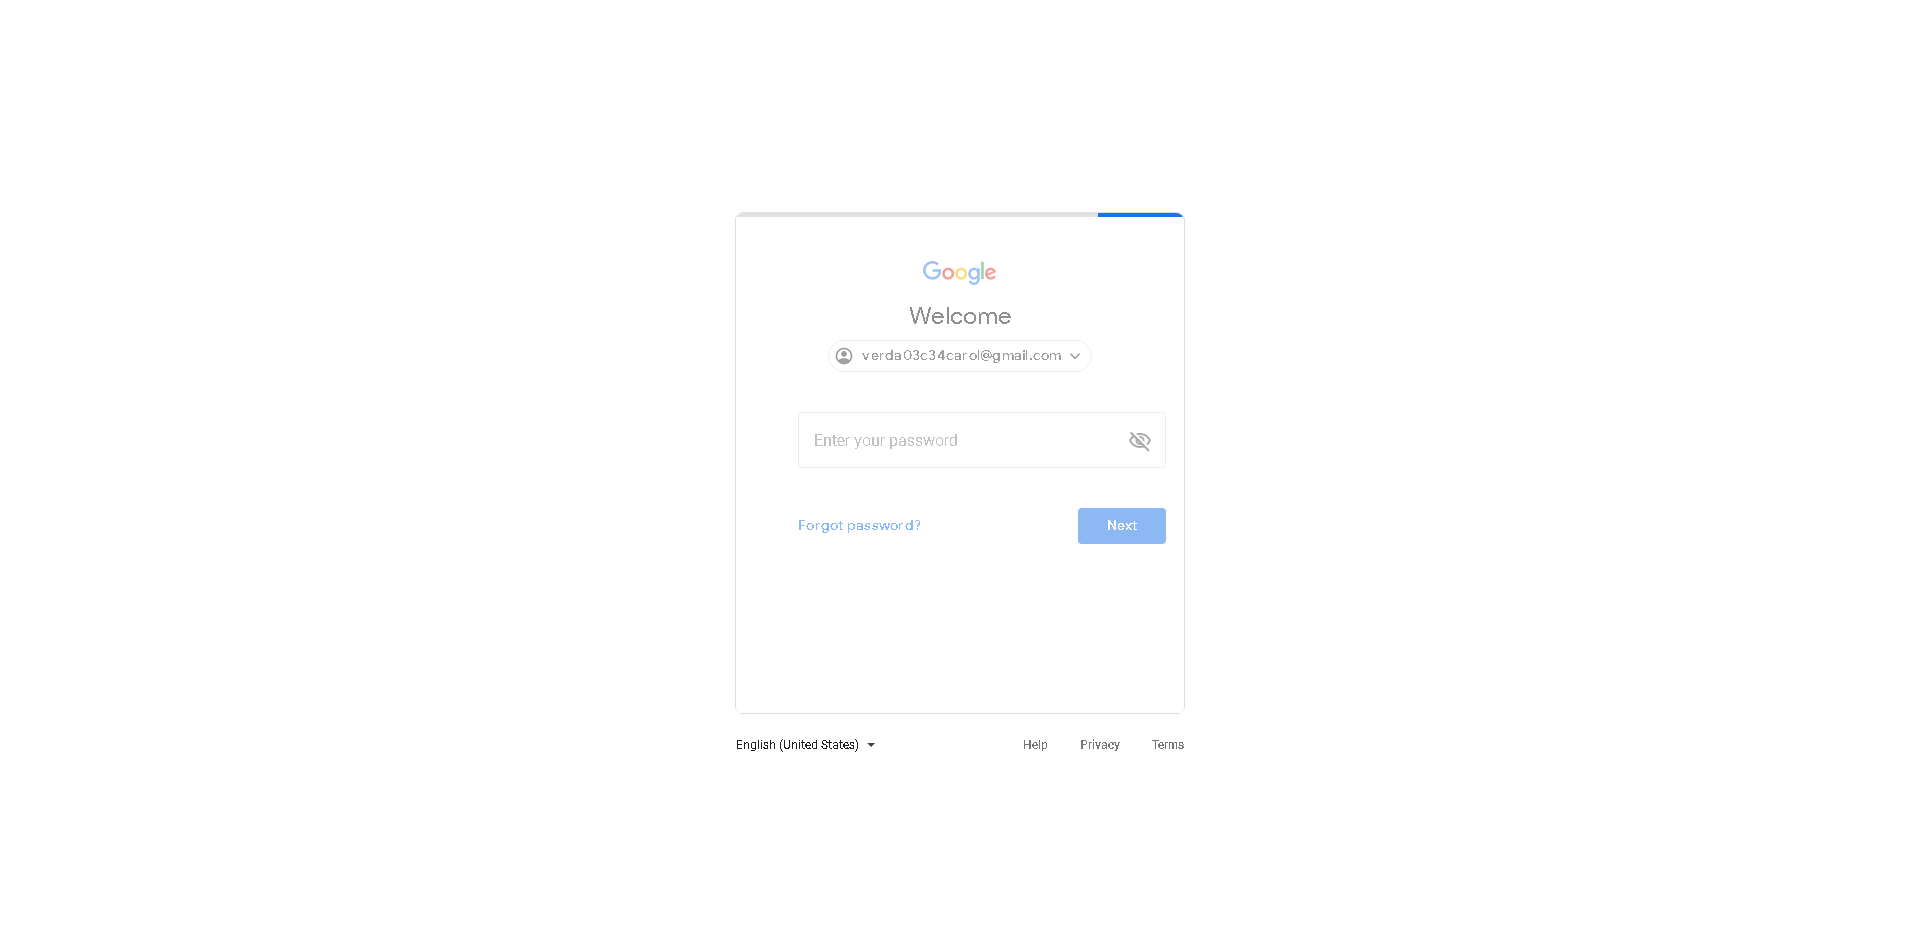 Google
Welcome
verda03c34carol@gmail.com
Enter your password
Forgot password?
Next
English (United States)
Help
Privacy
Terms